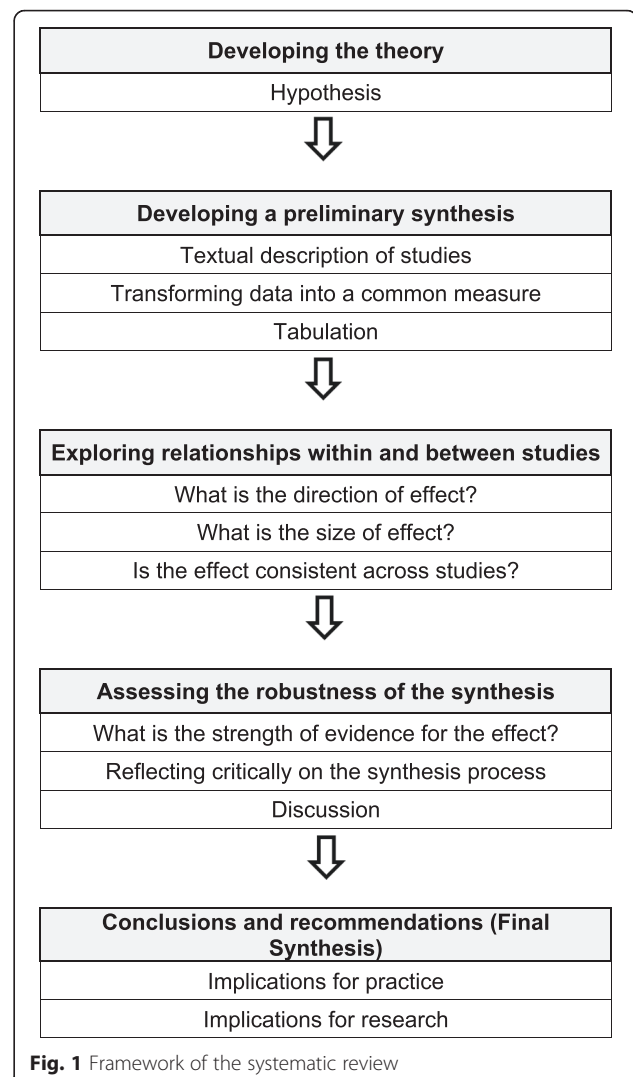 Developing the theory
Hypothesis
Developing a preliminary synthesis
Textual description of studies
Transforming data into a common measure
Tabulation
Exploring relationships within and between studies
What is the direction of effect?
What is the size of effect?
Is the effect consistent across studies?
Assessing the robustness of the synthesis
What is the strength of evidence for the effect?
Reflecting critically on the synthesis process
Discussion
Conclusions and recommendations (Final
Synthesis)
Implications for practice
Implications for research
Fig. 1 Framework of the systematic review